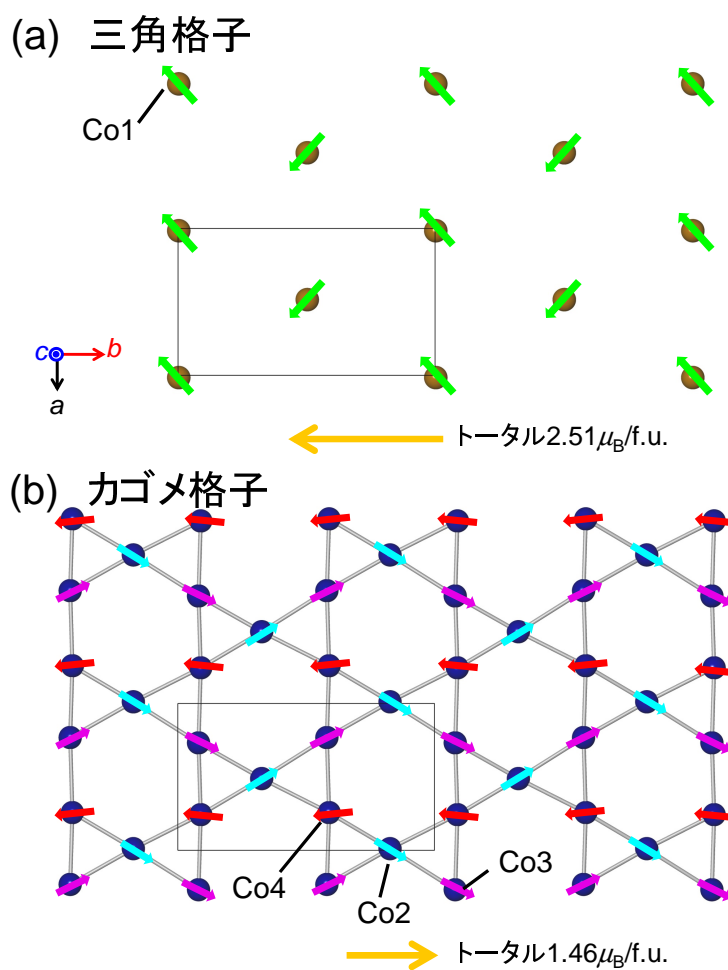 (a) 三角格子
Co1
c b
a
トータル2.51μB/f.u.
(b) カゴメ格子
Co4
Co2
Co3
トータル1.46μB/f.u.